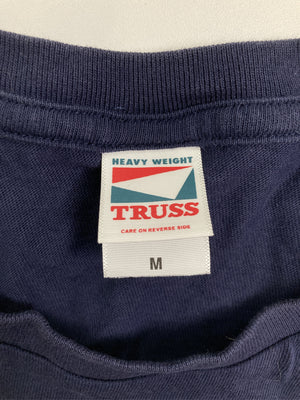 HEAVY WEIGHT
TRUSS
CARE ON REVERSE SIDE
M